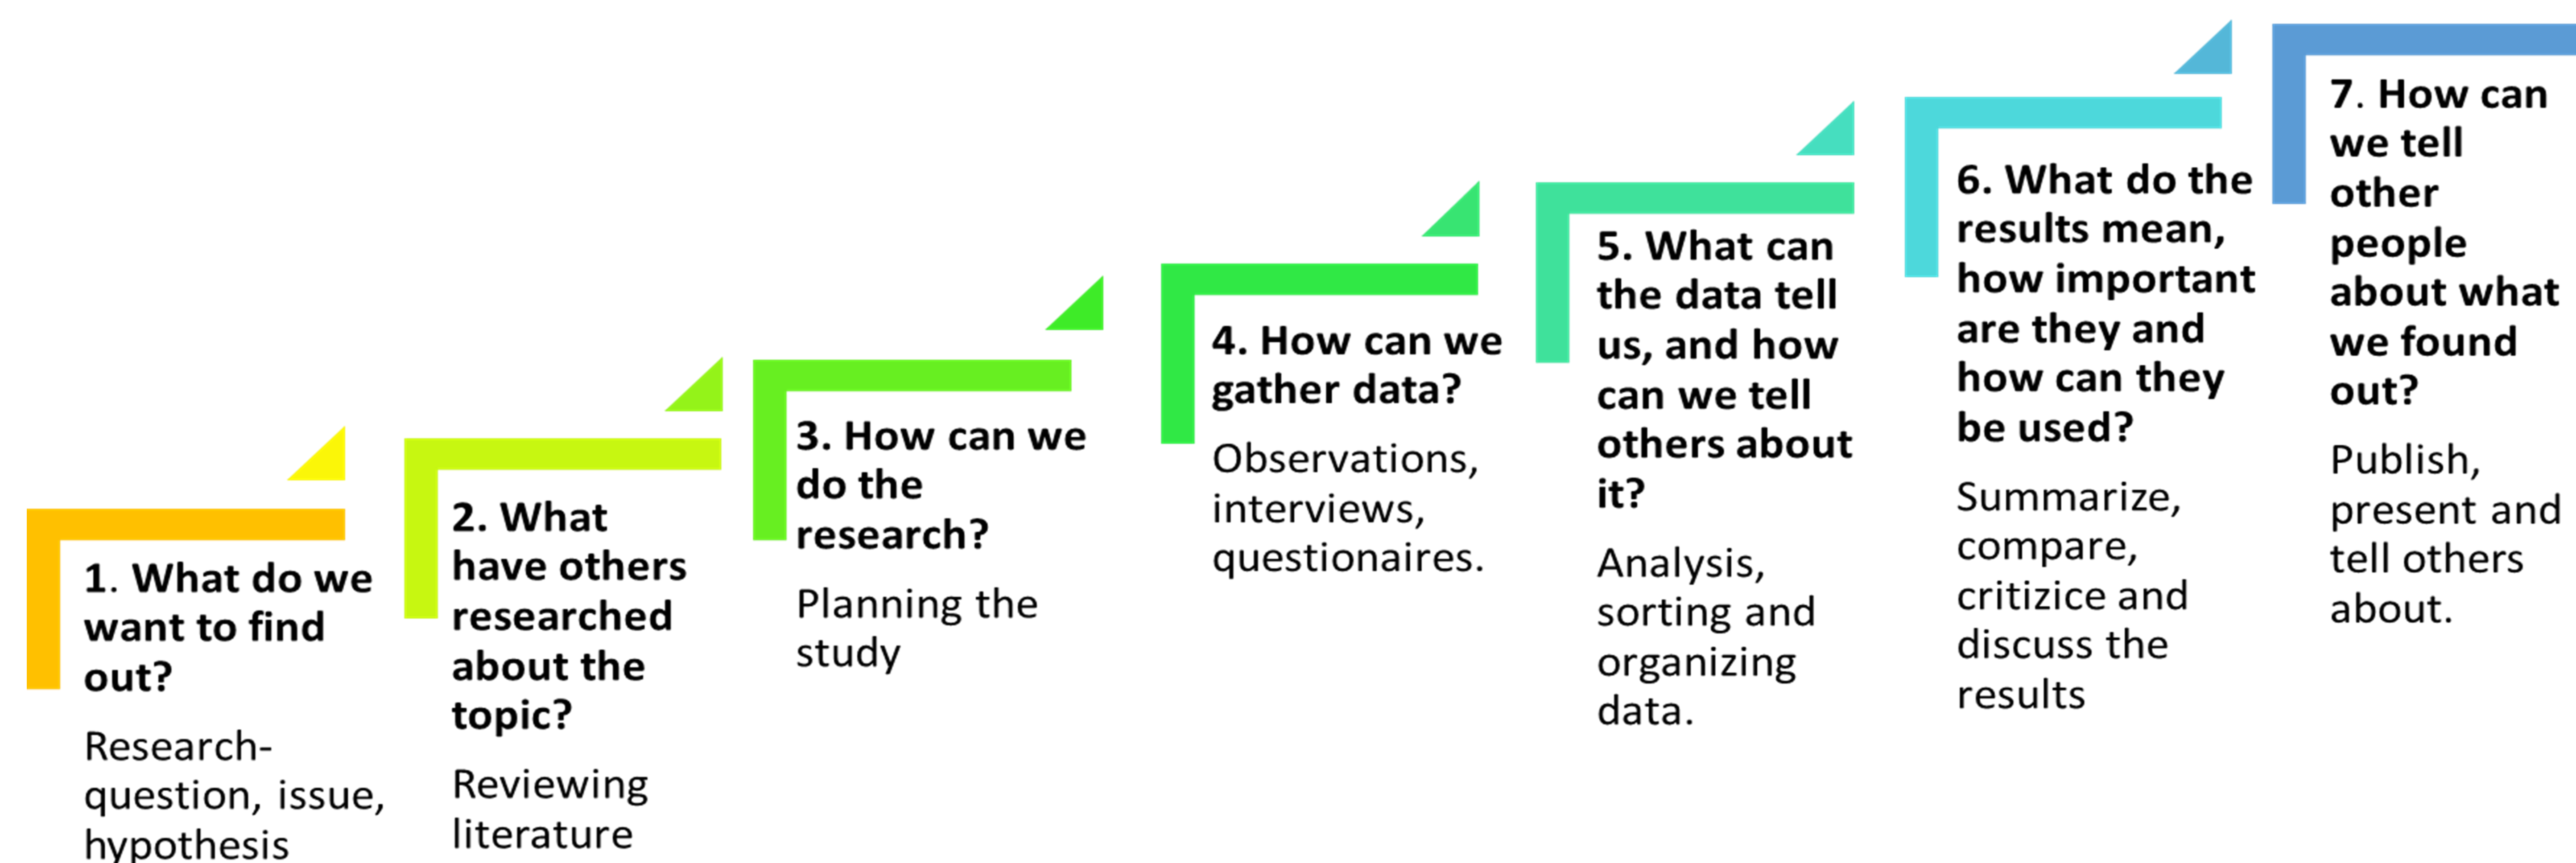 1. What do we
want to find
out?
Research-
question, issue,
hypothesis
2. What
have others
researched
about the
topic?
Reviewing
literature
3. How can we
do the
research?
Planning the
study
4. How can we
gather data?
Observations,
interviews,
questionaires.
5. What can
the data tell
us, and how
can we tell
others about
it?
Analysis,
sorting and
organizing
data.
6. What do the
results mean,
how important
are they and
how can they
be used?
Summarize,
compare,
critizice and
discuss the
results
7. How can
we tell
other
people
about what
we found
out?
Publish,
present and
tell others
about.